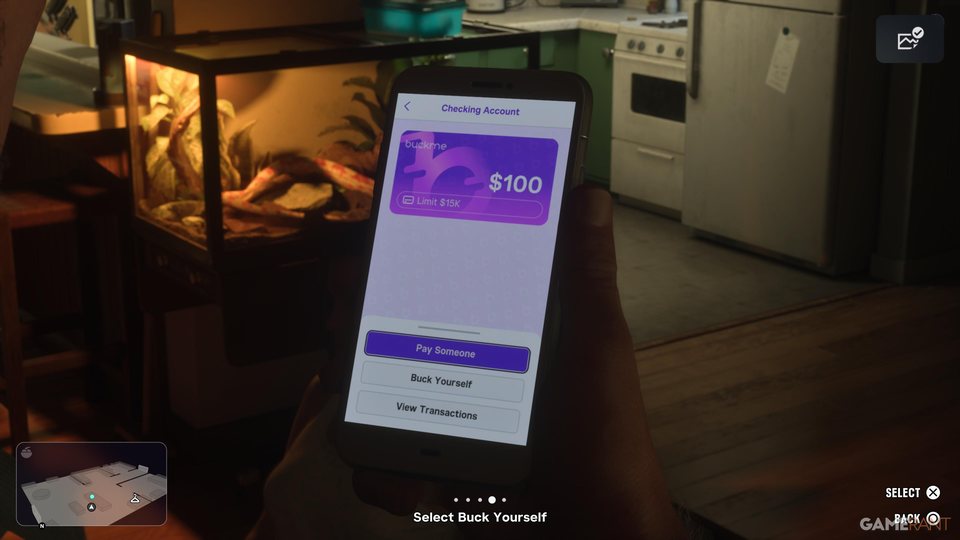 Checking Account
buckme
$100
Limit $15K
Pay Someone
Buck Yourself
View Transactions
Select Buck Yourself
SELECT
BACK
GAMERANT
N